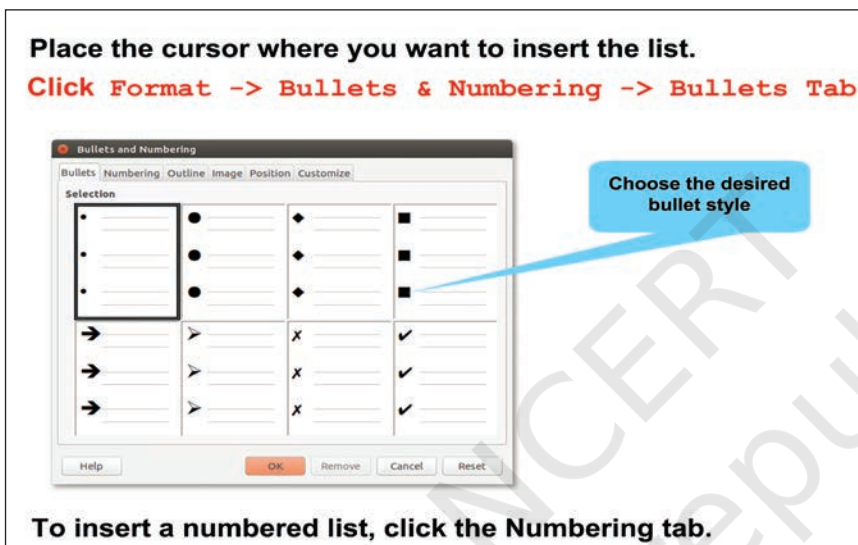 Place the cursor where you want to insert the list.
Click Format -> Bullets & Numbering -> Bullets Tab
Bullets and Numbering
Bullets Numbering Outline Image Position Customize
Selection
Choose the desired
bullet style
Help OK Remove Cancel Reset
To insert a numbered list, click the Numbering tab.
NCERT